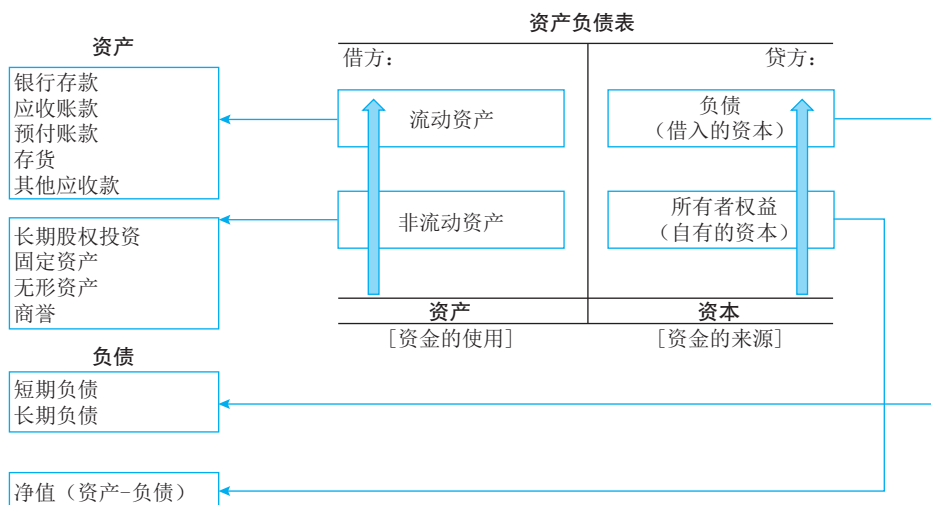 资产负债表
资产
借方：
贷方：
银行存款
应收账款
预付账款
存货
其他应收款
流动资产
负债
（借入的资本）
长期股权投资
固定资产
无形资产
商誉
非流动资产
所有者权益
（自有的资本）
资产
资本
[资金的使用]
[资金的来源]
负债
短期负债
长期负债
净值（资产-负债）